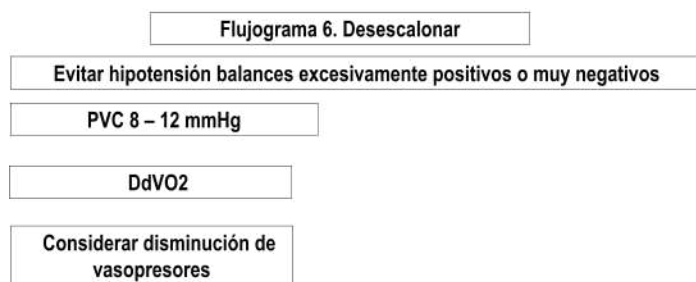 Flujograma 6. Desescalonar
Evitar hipotensión balances excesivamente positivos o muy negativos
PVC 8 – 12 mmHg
DdVO2
Considerar disminución de
vasopresores